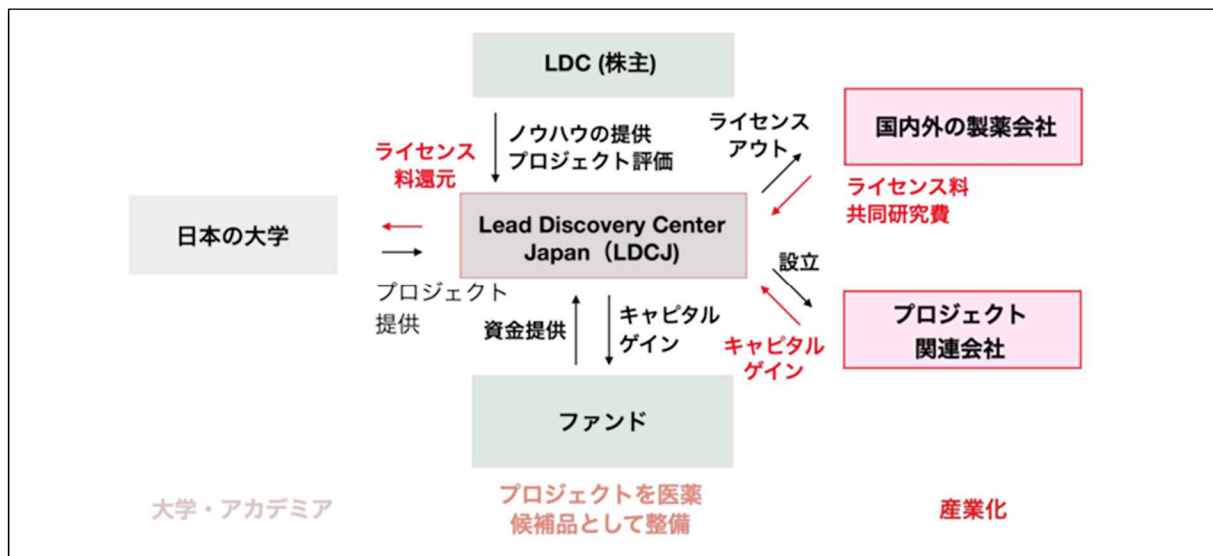 LDC (株主)
ノウハウの提供
プロジェクト評価
ライセンス
アウト
国内外の製薬会社
ライセンス
料還元
ライセンス料
共同研究費
日本の大学
Lead Discovery Center
Japan（LDCJ)
設立
プロジェクト
提供
資金提供
キャピタル
ゲイン
キャピタル
ゲイン
プロジェクト
関連会社
ファンド
大学・アカデミア
プロジェクトを医薬
候補品として整備
産業化